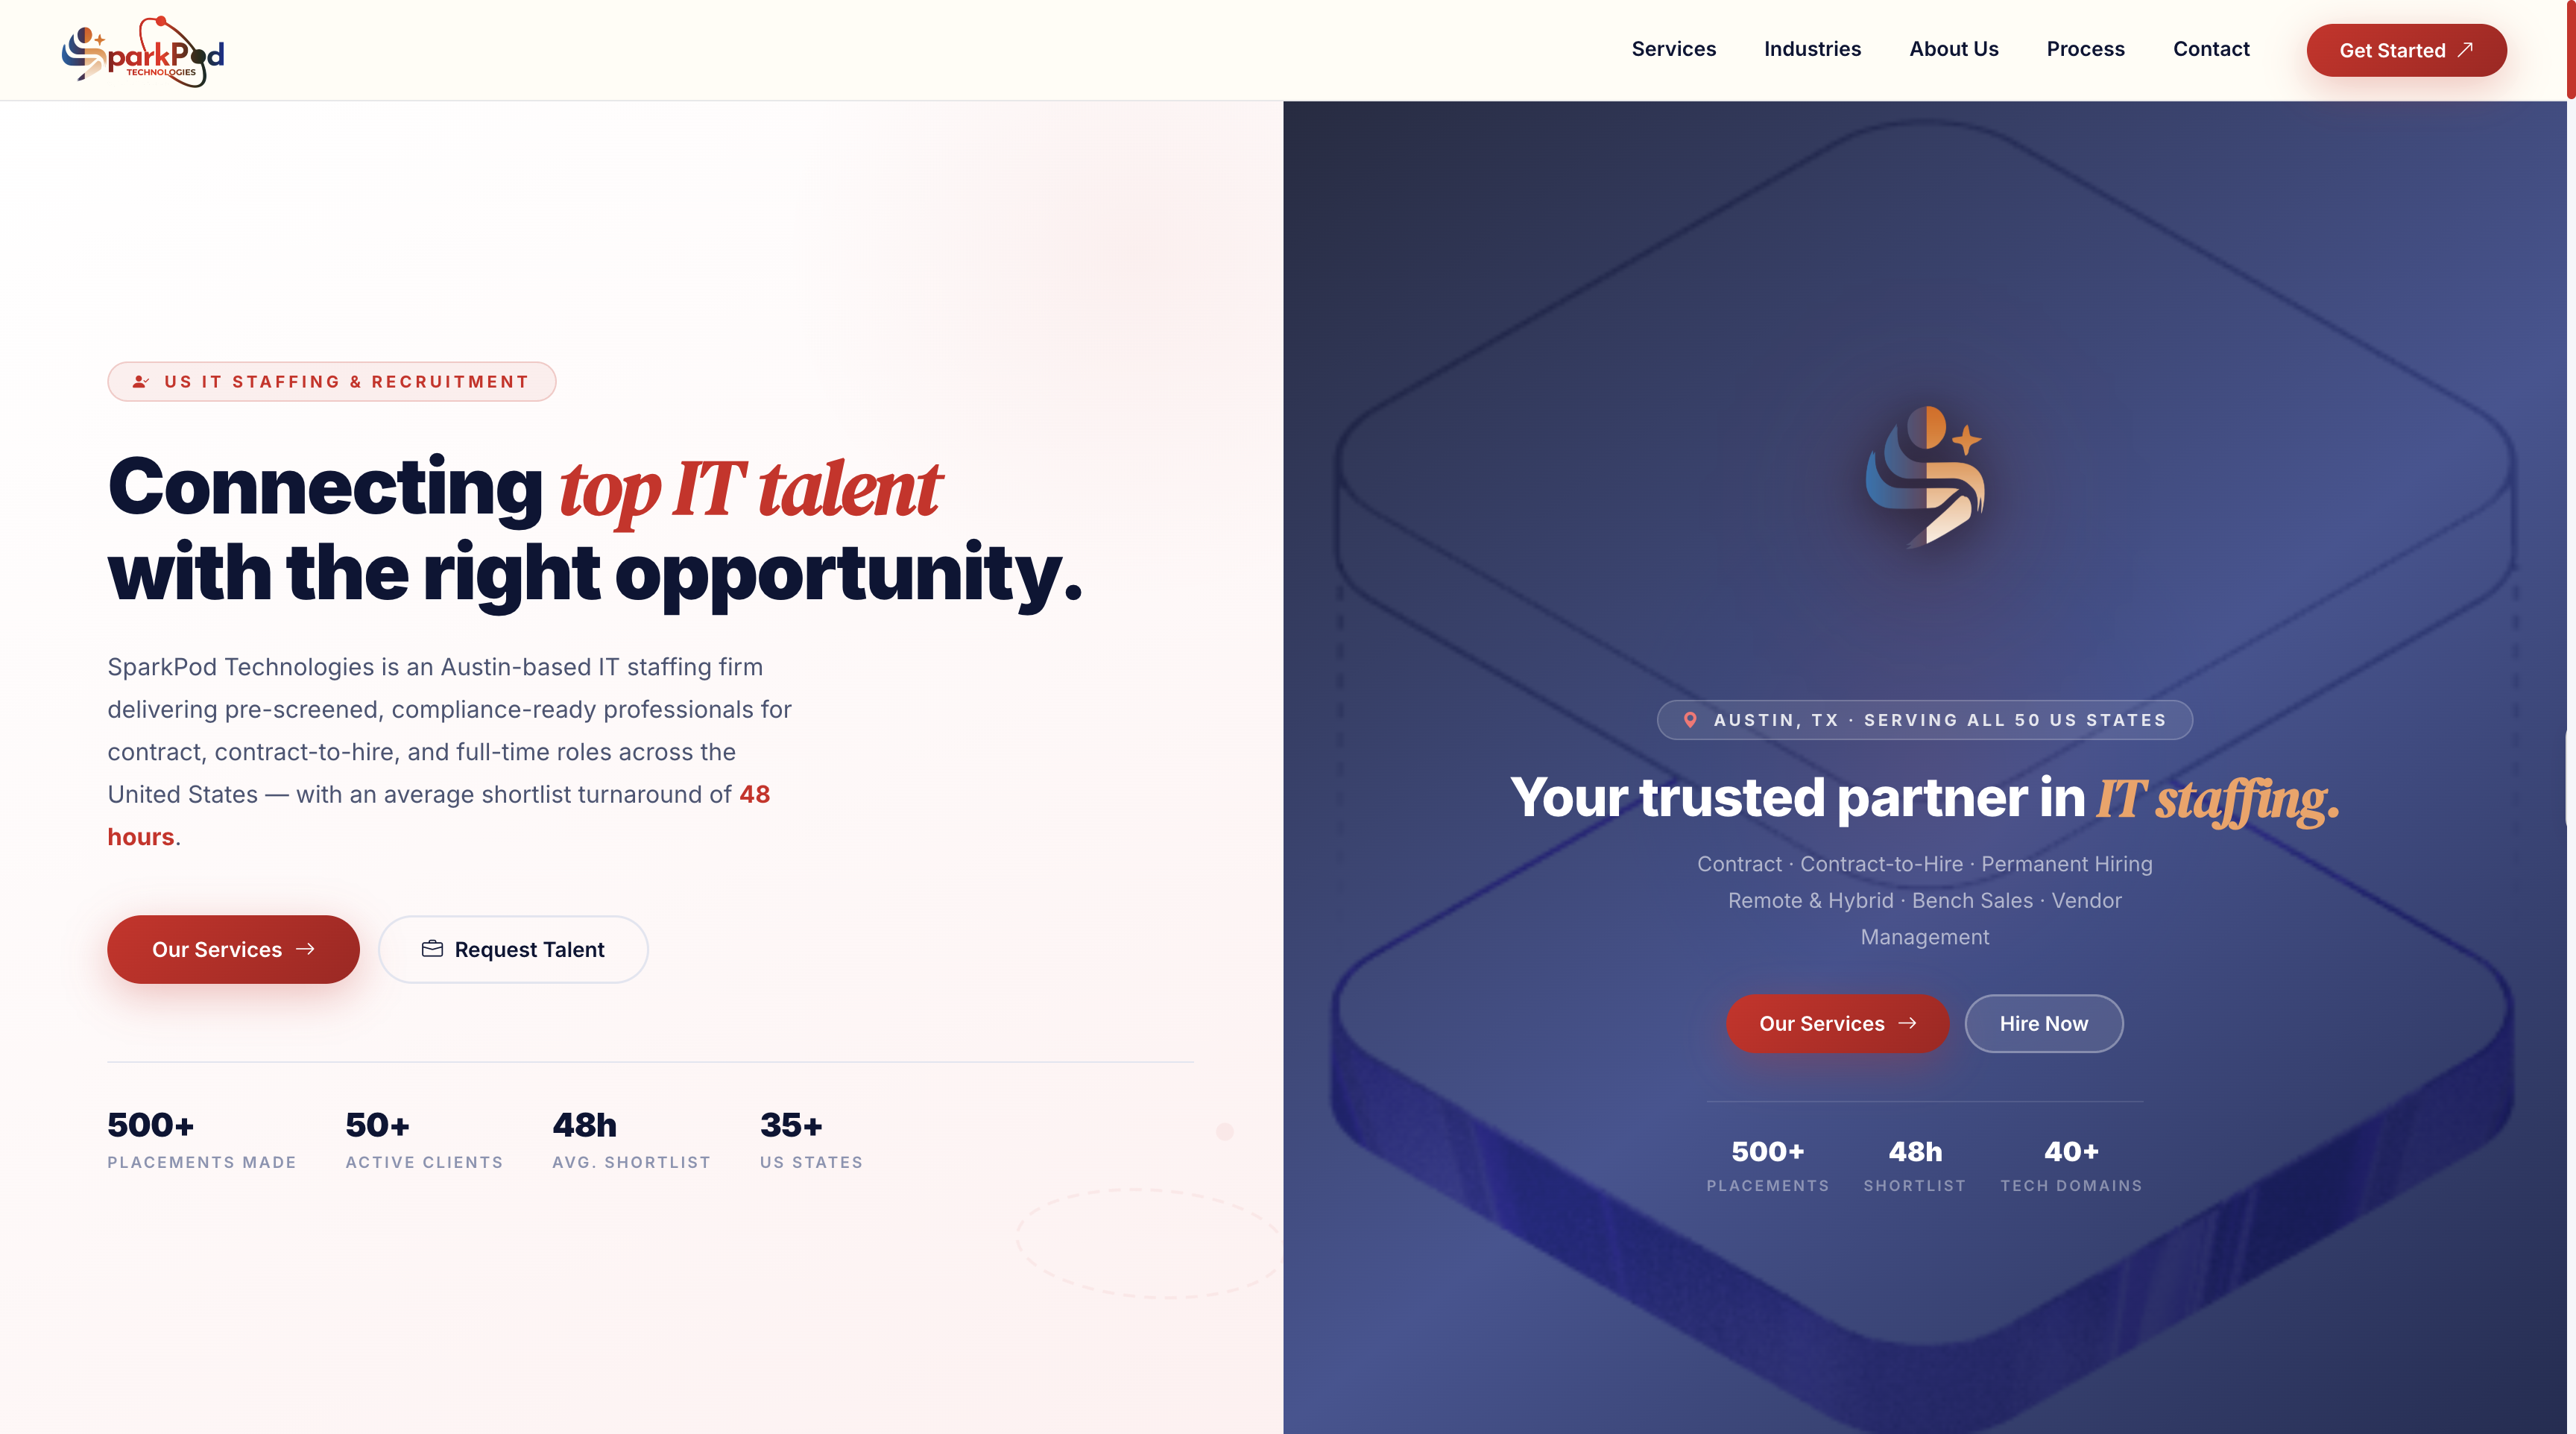 SparkPod
TECHNOLOGIES
Services
Industries
About Us
Process
Contact
Get Started
US IT STAFFING & RECRUITMENT
Connecting top IT talent
with the right opportunity.
SparkPod Technologies is an Austin-based IT staffing firm
delivering pre-screened, compliance-ready professionals for
contract, contract-to-hire, and full-time roles across the
United States — with an average shortlist turnaround of 48
hours.
Our Services
Request Talent
500+
PLACEMENTS MADE
50+
ACTIVE CLIENTS
48h
AVG. SHORTLIST
35+
US STATES
AUSTIN, TX · SERVING ALL 50 US STATES
Your trusted partner in IT staffing.
Contract · Contract-to-Hire · Permanent Hiring
Remote & Hybrid · Bench Sales · Vendor
Management
Our Services
Hire Now
500+
PLACEMENTS
48h
SHORTLIST
40+
TECH DOMAINS